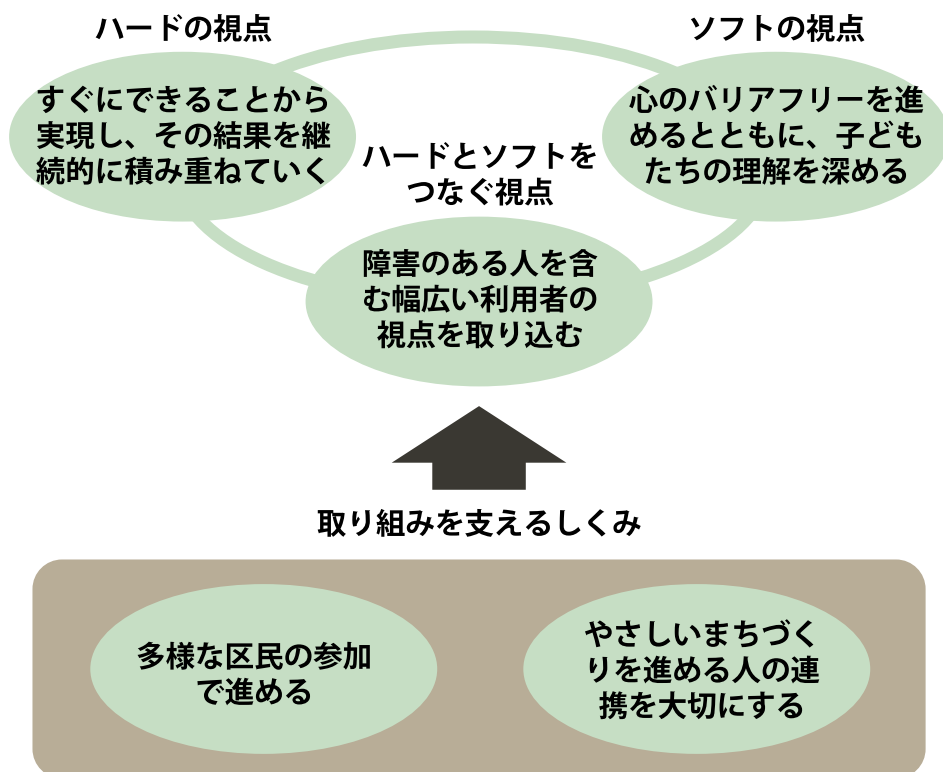 ハードの視点
すぐにできることから
実現し、その結果を継
続的に積み重ねていく
ソフトの視点
心のバリアフリーを進
めるとともに、子ども
たちの理解を深める
ハードとソフトを
つなぐ視点
障害のある人を含
む幅広い利用者の
視点を取り込む
取り組みを支えるしくみ
多様な区民の参加
で進める
やさしいまちづく
りを進める人の連
携を大切にする